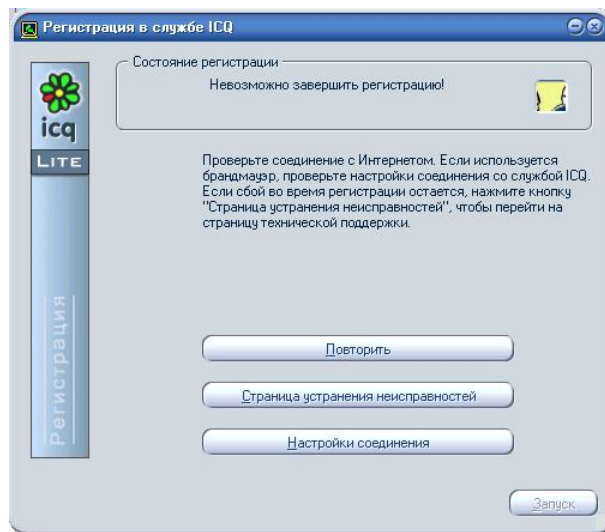 Регистрация в службе ICQ
Состояние регистрации
Невозможно завершить регистрацию!
icq
LITE
Проверьте соединение с Интернетом. Если используется
брандмауэр, проверьте настройки соединения со службой ICQ.
Если сбой во время регистрации остается, нажмите кнопку
"Страница устранения неисправностей", чтобы перейти на
страницу технической поддержки.
Регистрация
Повторить
Страница устранения неисправностей
Настройки соединения
Запуск